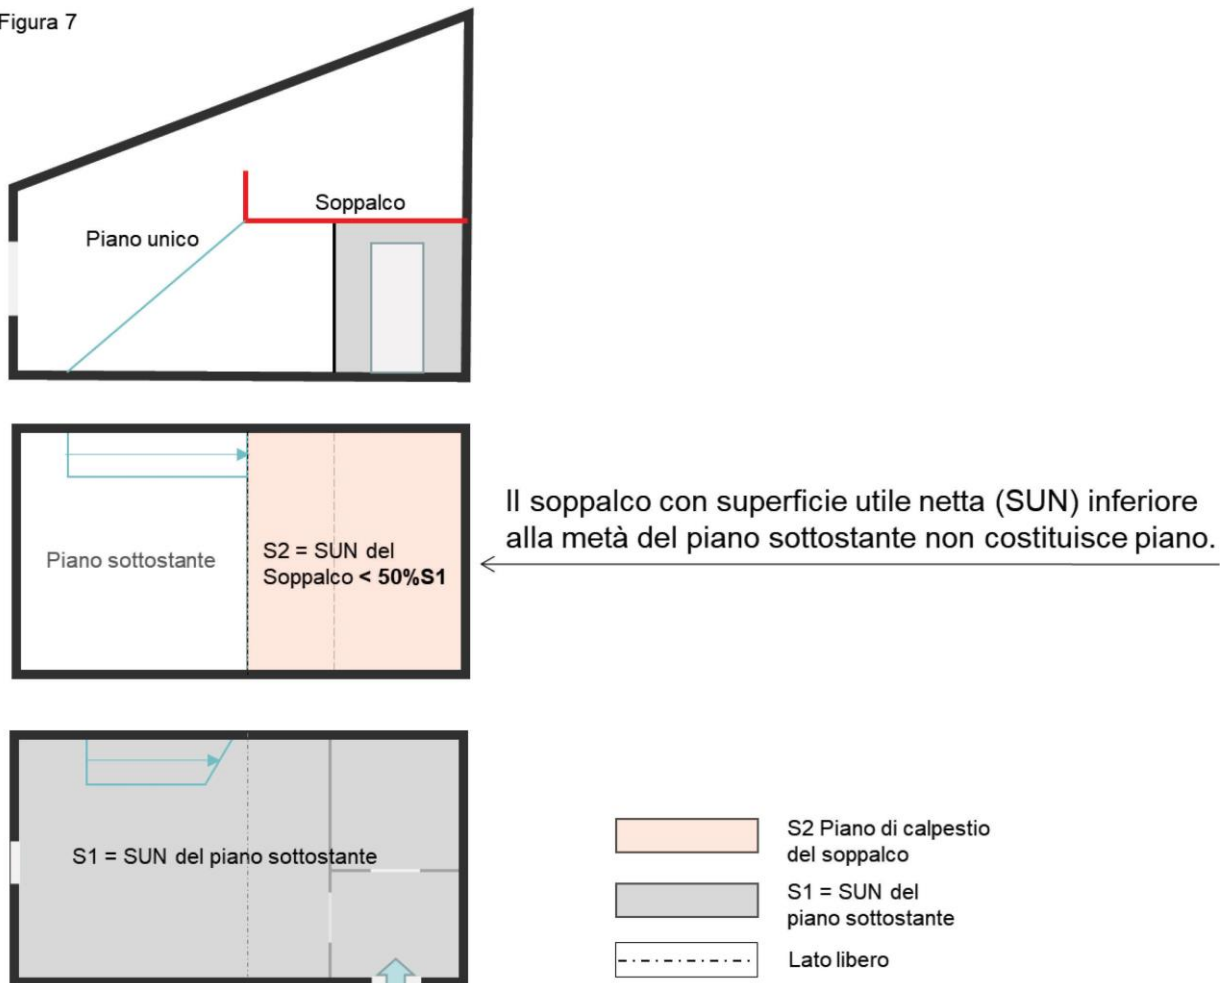 Figura 7
Soppalco
Piano unico
Il soppalco con superficie utile netta (SUN) inferiore
alla metà del piano sottostante non costituisce piano.
Piano sottostante
S2 = SUN del
Soppalco < 50%S1
S1 = SUN del piano sottostante
S2 Piano di calpestio
del soppalco
S1 = SUN del
piano sottostante
Lato libero